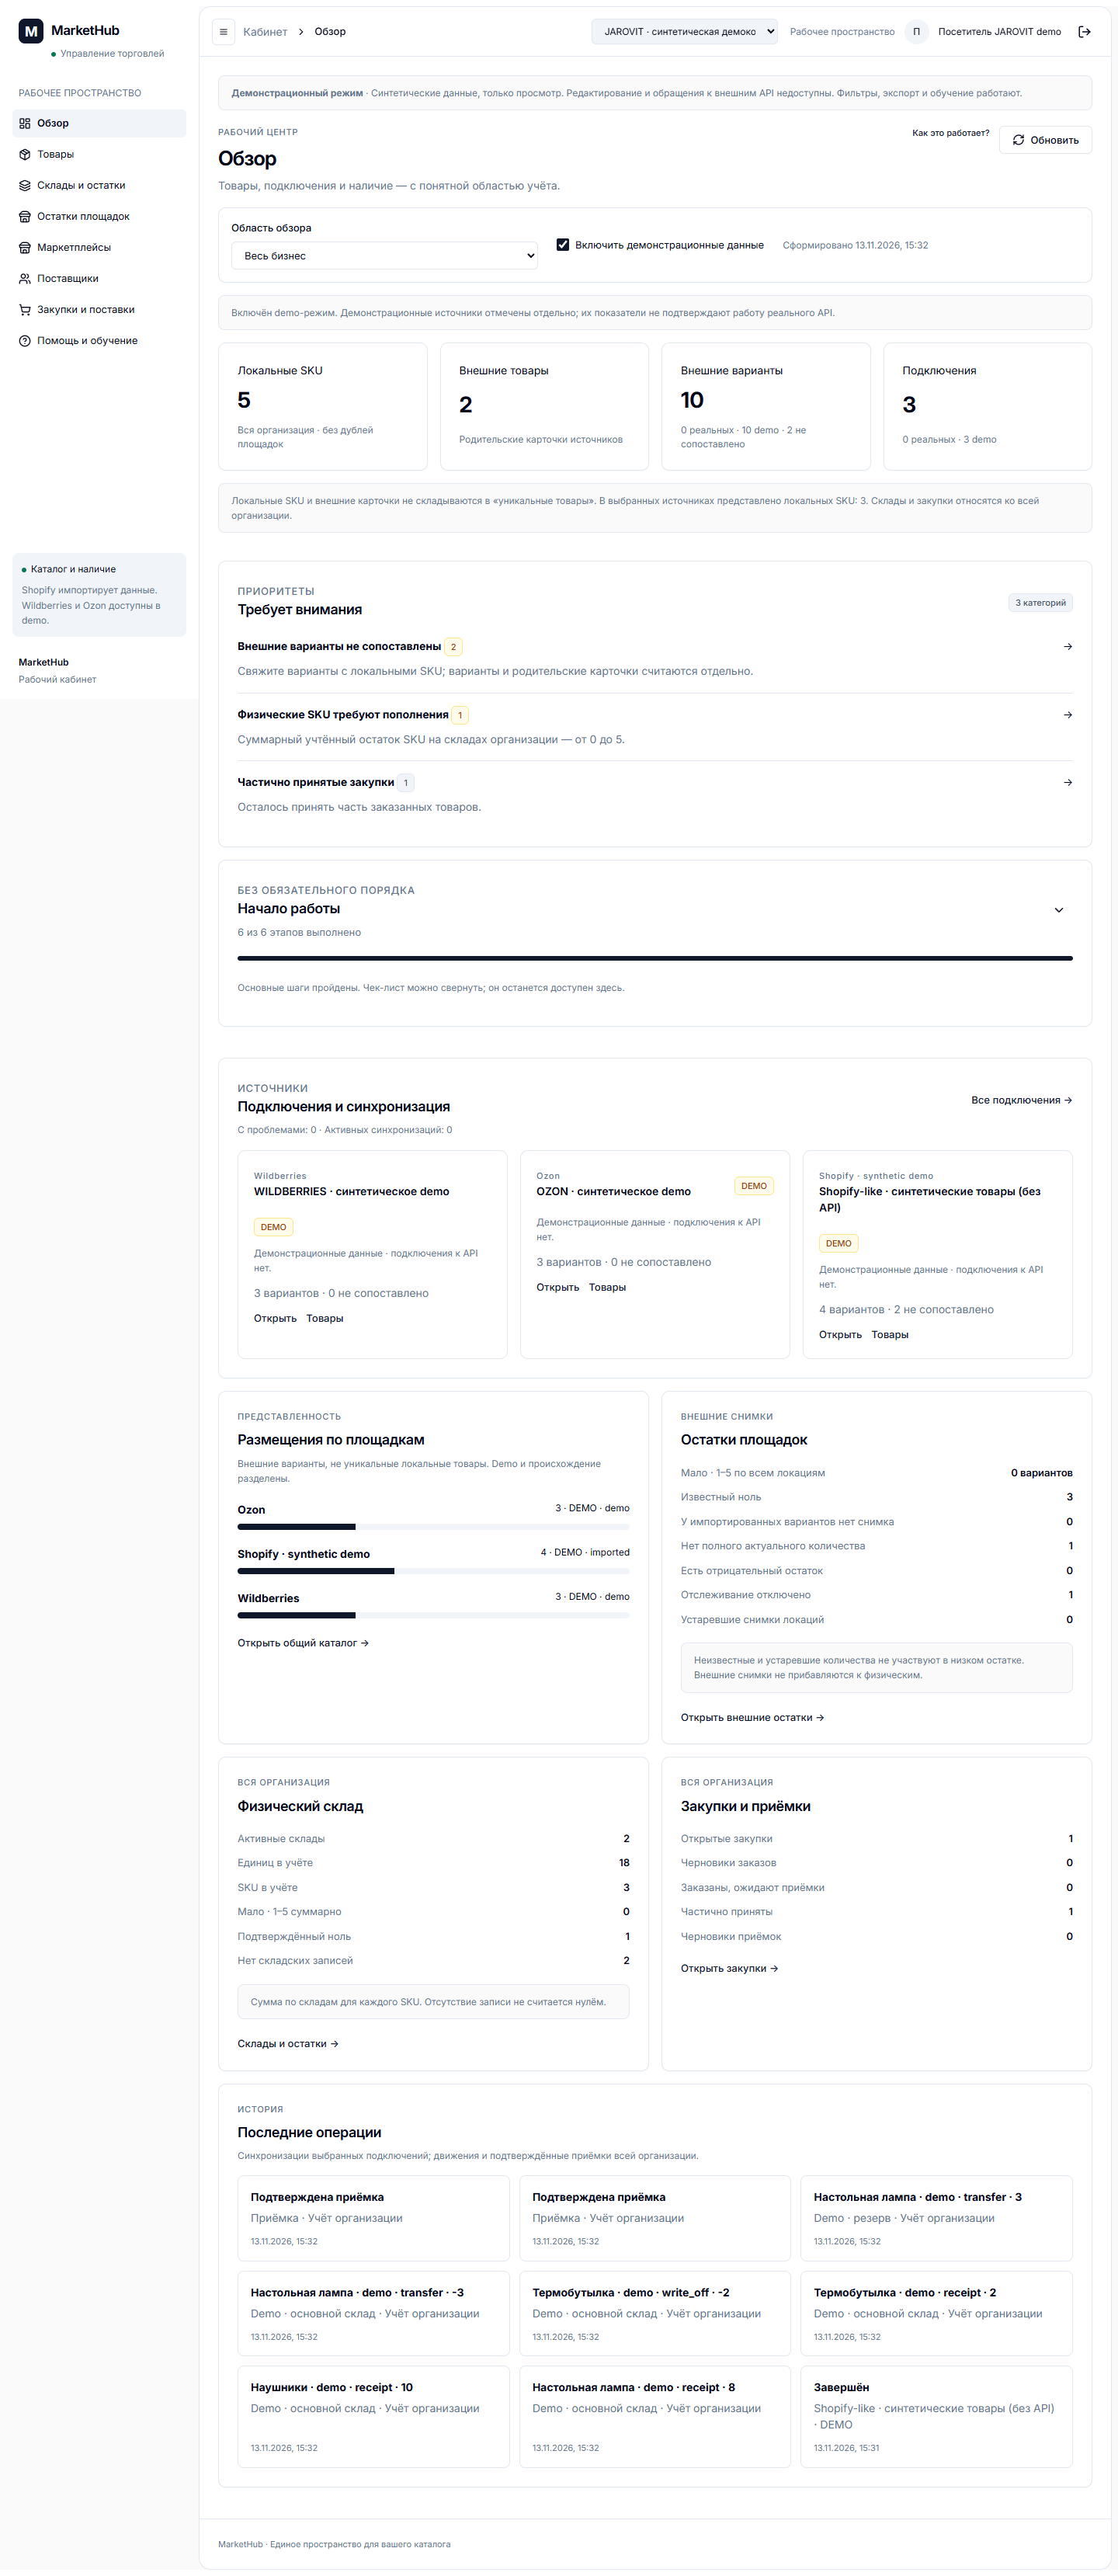 M MarketHub
Управление торговлей
РАБОЧЕЕ ПРОСТРАНСТВО
Обзор
Товары
Склады и остатки
Остатки площадок
Маркетплейсы
Поставщики
Закупки и поставки
Помощь и обучение
Каталог и наличие
Shopify импортирует данные.
Wildberries и Ozon доступны в
demo.
MarketHub
Рабочий кабинет
Кабинет > Обзор
JAROVIT · синтетическая демоко
Рабочее пространство
П
Посетитель JAROVIT demo
Демонстрационный режим · Синтетические данные, только просмотр. Редактирование и обращения к внешним API недоступны. Фильтры, экспорт и обучение работают.
РАБОЧИЙ ЦЕНТР
Обзор
Товары, подключения и наличие — с понятной областью учёта.
Как это работает?
Обновить
Область обзора
Весь бизнес
Включить демонстрационные данные
Сформировано 13.11.2026, 15:32
Включён demo-режим. Демонстрационные источники отмечены отдельно; их показатели не подтверждают работу реального API.
Локальные SKU
5
Вся организация · без дублей
площадок
Внешние товары
2
Родительские карточки источников
Внешние варианты
10
0 реальных · 10 demo · 2 не
сопоставлено
Подключения
3
0 реальных · 3 demo
Локальные SKU и внешние карточки не складываются в «уникальные товары». В выбранных источниках представлено локальных SKU: 3. Склады и закупки относятся ко всей
организации.
ПРИОРИТЕТЫ
Требует внимания
3 категорий
Внешние варианты не сопоставлены 2 →
Свяжите варианты с локальными SKU; варианты и родительские карточки считаются отдельно.
Физические SKU требуют пополнения 1 →
Суммарный учтённый остаток SKU на складах организации — от 0 до 5.
Частично принятые закупки 1 →
Осталось принять часть заказанных товаров.
БЕЗ ОБЯЗАТЕЛЬНОГО ПОРЯДКА
Начало работы
6 из 6 этапов выполнено
Основные шаги пройдены. Чек-лист можно свернуть; он останется доступен здесь.
ИСТОЧНИКИ
Подключения и синхронизация
Все подключения →
С проблемами: 0 · Активных синхронизаций: 0
Wildberries
WILDBERRIES · синтетическое demo
DEMO
Демонстрационные данные · подключения к API
нет.
3 вариантов · 0 не сопоставлено
Открыть Товары
Ozon
OZON · синтетическое demo
DEMO
Демонстрационные данные · подключения к API
нет.
3 вариантов · 0 не сопоставлено
Открыть Товары
Shopify · synthetic demo
Shopify-like · синтетические товары (без
API)
DEMO
Демонстрационные данные · подключения к API
нет.
4 вариантов · 2 не сопоставлено
Открыть Товары
ПРЕДСТАВЛЕННОСТЬ
Размещения по площадкам
Внешние варианты, не уникальные локальные товары. Demo и происхождение
разделены.
Ozon 3 · DEMO · demo
Shopify · synthetic demo 4 · DEMO · imported
Wildberries 3 · DEMO · demo
Открыть общий каталог →
ВНЕШНИЕ СНИМКИ
Остатки площадок
Мало · 1–5 по всем локациям 0 вариантов
Известный ноль 3
У импортированных вариантов нет снимка 0
Нет полного актуального количества 1
Есть отрицательный остаток 0
Отслеживание отключено 1
Устаревшие снимки локаций 0
Неизвестные и устаревшие количества не участвуют в низком остатке.
Внешние снимки не прибавляются к физическим.
Открыть внешние остатки →
ВСЯ ОРГАНИЗАЦИЯ
Физический склад
Активные склады 2
Единиц в учёте 18
SKU в учёте 3
Мало · 1–5 суммарно 0
Подтверждённый ноль 1
Нет складских записей 2
Сумма по складам для каждого SKU. Отсутствие записи не считается нулём.
Склады и остатки →
ВСЯ ОРГАНИЗАЦИЯ
Закупки и приёмки
Открытые закупки 1
Черновики заказов 0
Заказаны, ожидают приёмки 0
Частично приняты 1
Черновики приёмок 0
Открыть закупки →
ИСТОРИЯ
Последние операции
Синхронизации выбранных подключений; движения и подтверждённые приёмки всей организации.
Подтверждена приёмка
Приёмка · Учёт организации
13.11.2026, 15:32
Подтверждена приёмка
Приёмка · Учёт организации
13.11.2026, 15:32
Настольная лампа · demo · transfer · 3
Demo · резерв · Учёт организации
13.11.2026, 15:32
Настольная лампа · demo · transfer · -3
Demo · основной склад · Учёт организации
13.11.2026, 15:32
Термобутылка · demo · write_off · -2
Demo · основной склад · Учёт организации
13.11.2026, 15:32
Термобутылка · demo · receipt · 2
Demo · основной склад · Учёт организации
13.11.2026, 15:32
Наушники · demo · receipt · 10
Demo · основной склад · Учёт организации
13.11.2026, 15:32
Настольная лампа · demo · receipt · 8
Demo · основной склад · Учёт организации
13.11.2026, 15:32
Завершён
Shopify-like · синтетические товары (без API)
· DEMO
13.11.2026, 15:31
MarketHub · Единое пространство для вашего каталога